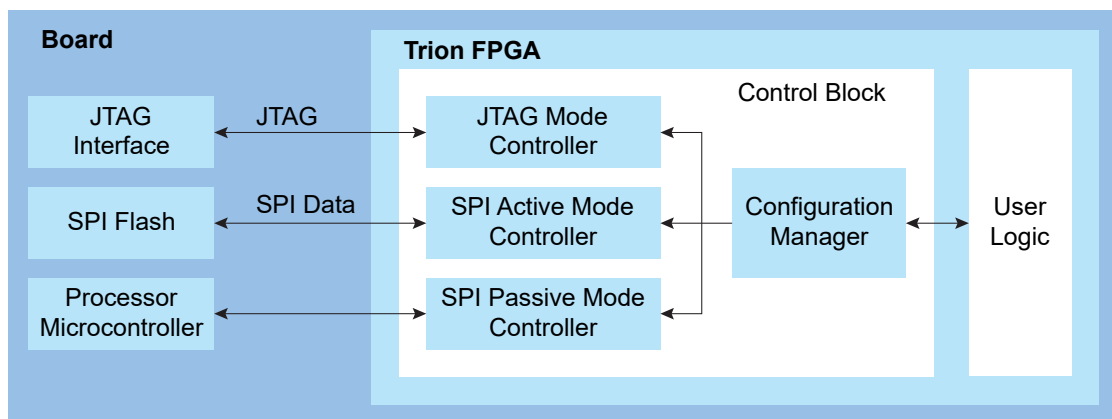 Board
Trion FPGA
Control Block
JTAG
Interface
JTAG
JTAG Mode
Controller
SPI Flash
SPI Data
SPI Active Mode
Controller
Configuration
Manager
User
Logic
Processor
Microcontroller
SPI Passive Mode
Controller